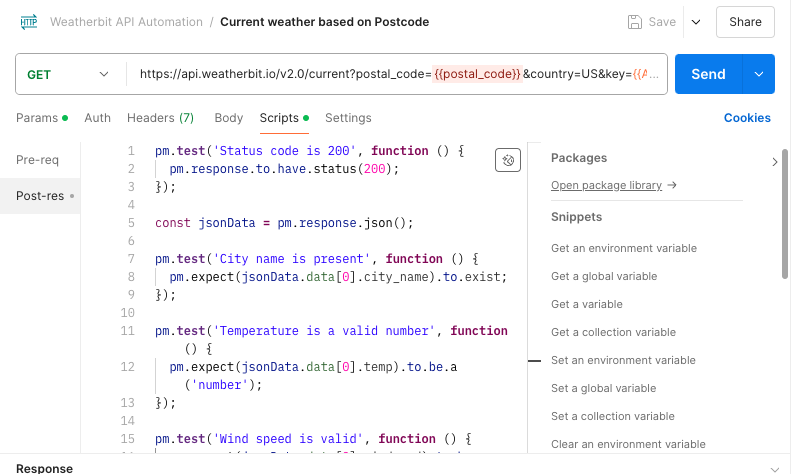 HTTP Weatherbit API Automation / Current weather based on Postcode Save Share
GET https://api.weatherbit.io/v2.0/current?postal_code={{postal_code}}&country=US&key={{A... Send
Params Auth Headers (7) Body Scripts Settings Cookies
Pre-req
Post-res
1 pm.test('Status code is 200', function () {
2 pm.response.to.have.status(200);
3 });
4
5 const jsonData = pm.response.json();
6
7 pm.test('City name is present', function () {
8 pm.expect(jsonData.data[0].city_name).to.exist;
9 });
10
11 pm.test('Temperature is a valid number', function
() {
12 pm.expect(jsonData.data[0].temp).to.be.a
('number');
13 });
14
15 pm.test('Wind speed is valid', function () {
Packages
Open package library →
Snippets
Get an environment variable
Get a global variable
Get a variable
Get a collection variable
Set an environment variable
Set a global variable
Set a collection variable
Clear an environment variable
Response